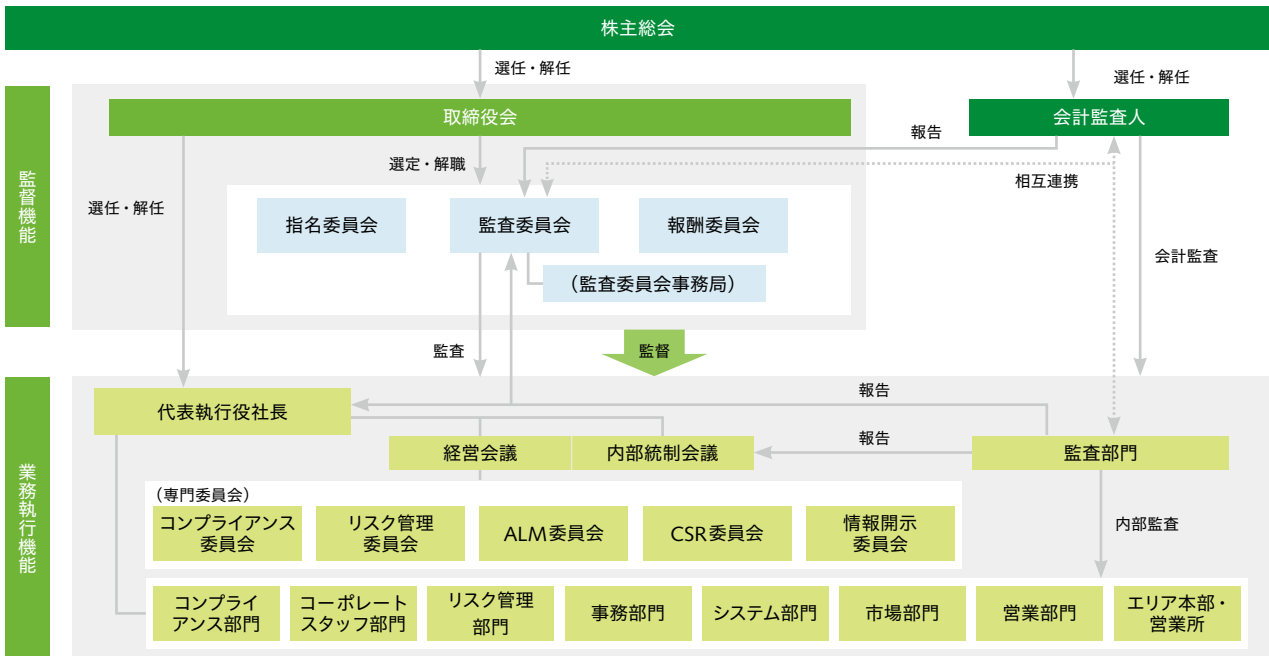 株主総会
選任・解任
選任・解任
監督機能
取締役会
会計監査人
報告
選定・解職
相互連携
選任・解任
指名委員会
監査委員会
報酬委員会
会計監査
（監査委員会事務局）
監査
監督
業務執行機能
代表執行役社長
報告
経営会議
内部統制会議
報告
監査部門
（専門委員会）
コンプライアンス
委員会
リスク管理
委員会
ALM委員会
CSR委員会
情報開示
委員会
内部監査
コンプライ
アンス部門
コーポレート
スタッフ部門
リスク管理
部門
事務部門
システム部門
市場部門
営業部門
エリア本部・
営業所